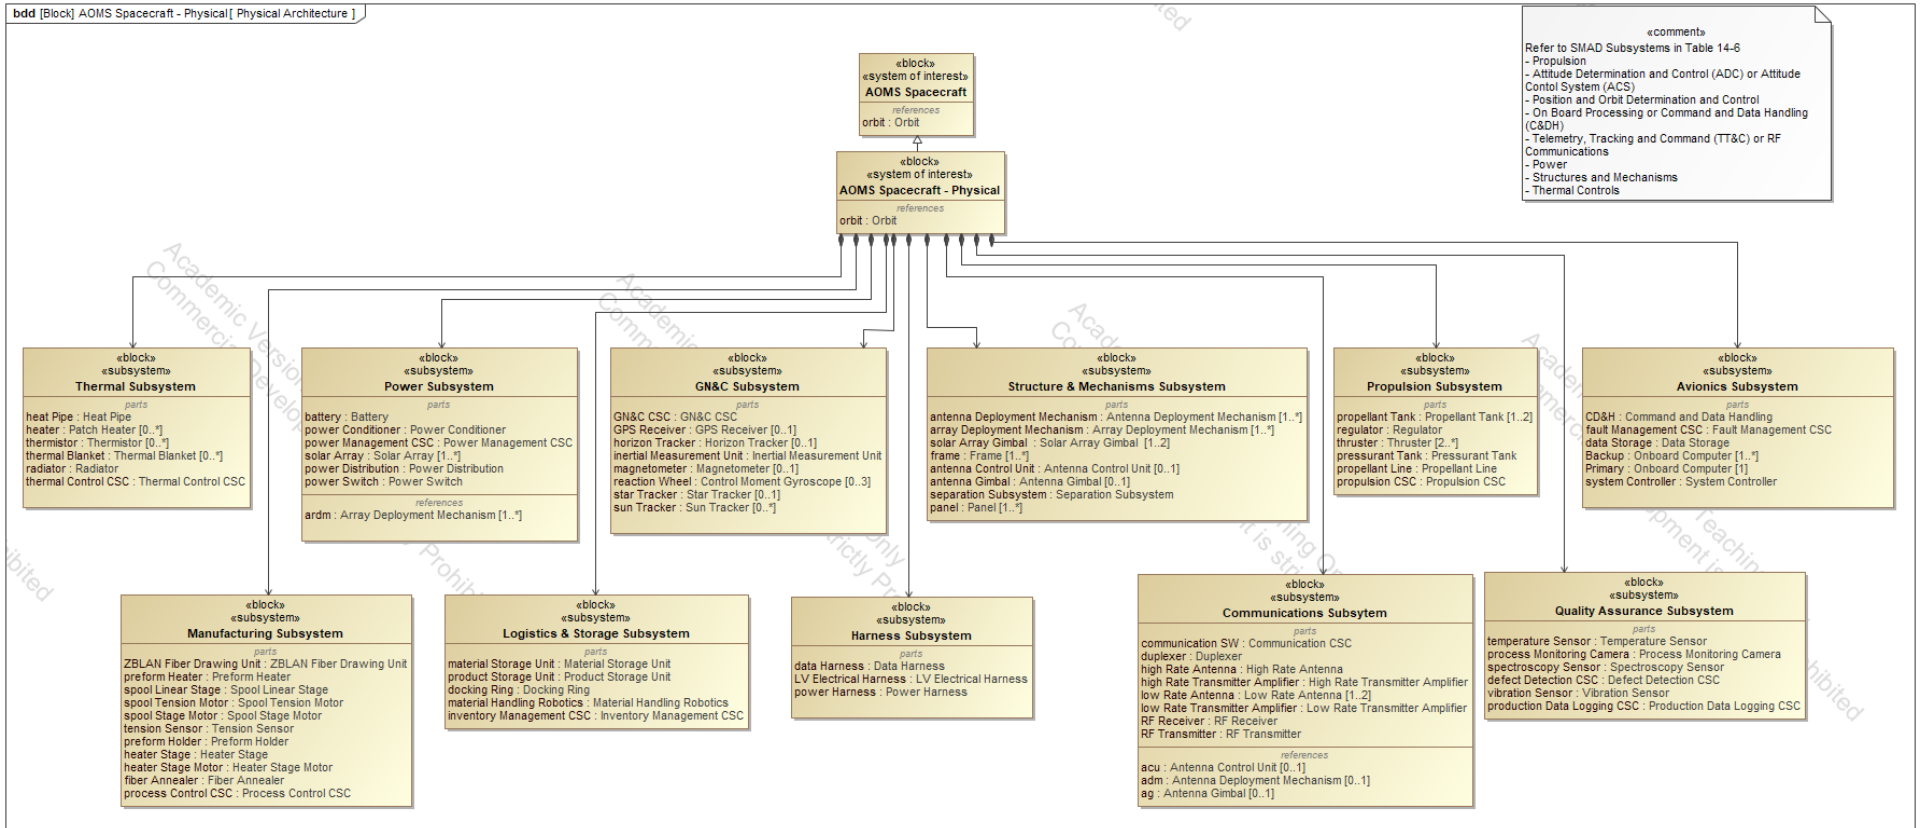 bdd [Block] AOMS Spacecraft - Physical[ Physical Architecture ]
«comment»
Refer to SMAD Subsystems in Table 14-6
- Propulsion
- Attitude Determination and Control (ADC) or Attitude
Contol System (ACS)
- Position and Orbit Determination and Control
- On Board Processing or Command and Data Handling
(C&DH)
- Telemetry, Tracking and Command (TT&C) or RF
Communications
- Power
- Structures and Mechanisms
- Thermal Controls
«block»
«system of interest»
AOMS Spacecraft
references
orbit : Orbit
«block»
«system of interest»
AOMS Spacecraft - Physical
references
orbit : Orbit
«block»
«subsystem»
Thermal Subsystem
parts
heat Pipe : Heat Pipe
heater : Patch Heater [0..*]
thermistor : Thermistor [0..*]
thermal Blanket : Thermal Blanket [0..*]
radiator : Radiator
thermal Control CSC : Thermal Control CSC
«block»
«subsystem»
Power Subsystem
parts
battery : Battery
power Conditioner : Power Conditioner
power Management CSC : Power Management CSC
solar Array : Solar Array [1..*]
power Distribution : Power Distribution
power Switch : Power Switch
references
ardm : Array Deployment Mechanism [1..*]
«block»
«subsystem»
GN&C Subsystem
parts
GN&C CSC : GN&C CSC
GPS Receiver : GPS Receiver [0..1]
horizon Tracker : Horizon Tracker [0..1]
inertial Measurement Unit : Inertial Measurement Unit
magnetometer : Magnetometer [0..1]
reaction Wheel : Control Moment Gyroscope [0..3]
star Tracker : Star Tracker [0..1]
sun Tracker : Sun Tracker [0..*]
«block»
«subsystem»
Structure & Mechanisms Subsystem
parts
antenna Deployment Mechanism : Antenna Deployment Mechanism [1..*]
array Deployment Mechanism : Array Deployment Mechanism [1..*]
solar Array Gimbal : Solar Array Gimbal [1..2]
frame : Frame [1..*]
antenna Control Unit : Antenna Control Unit [0..1]
antenna Gimbal : Antenna Gimbal [0..1]
separation Subsystem : Separation Subsystem
panel : Panel [1..*]
«block»
«subsystem»
Propulsion Subsystem
parts
propellant Tank : Propellant Tank [1..2]
regulator : Regulator
thruster : Thruster [2..*]
pressurant Tank : Pressurant Tank
propellant Line : Propellant Line
propulsion CSC : Propulsion CSC
«block»
«subsystem»
Avionics Subsystem
parts
CD&H : Command and Data Handling
fault Management CSC : Fault Management CSC
data Storage : Data Storage
Backup : Onboard Computer [1..*]
Primary : Onboard Computer [1]
system Controller : System Controller
«block»
«subsystem»
Manufacturing Subsystem
parts
ZBLAN Fiber Drawing Unit : ZBLAN Fiber Drawing Unit
preform Heater : Preform Heater
spool Linear Stage : Spool Linear Stage
spool Tension Motor : Spool Tension Motor
spool Stage Motor : Spool Stage Motor
tension Sensor : Tension Sensor
preform Holder : Preform Holder
heater Stage : Heater Stage
heater Stage Motor : Heater Stage Motor
fiber Annealer : Fiber Annealer
process Control CSC : Process Control CSC
«block»
«subsystem»
Logistics & Storage Subsystem
parts
material Storage Unit : Material Storage Unit
product Storage Unit : Product Storage Unit
docking Ring : Docking Ring
material Handling Robotics : Material Handling Robotics
inventory Management CSC : Inventory Management CSC
«block»
«subsystem»
Harness Subsystem
parts
data Harness : Data Harness
LV Electrical Harness : LV Electrical Harness
power Harness : Power Harness
«block»
«subsystem»
Communications Subsytem
parts
communication SW : Communication CSC
duplexer : Duplexer
high Rate Antenna : High Rate Antenna
high Rate Transmitter Amplifier : High Rate Transmitter Amplifier
low Rate Antenna : Low Rate Antenna [1..2]
low Rate Transmitter Amplifier : Low Rate Transmitter Amplifier
RF Receiver : RF Receiver
RF Transmitter : RF Transmitter
references
acu : Antenna Control Unit [0..1]
adm : Antenna Deployment Mechanism [0..1]
ag : Antenna Gimbal [0..1]
«block»
«subsystem»
Quality Assurance Subsystem
parts
temperature Sensor : Temperature Sensor
process Monitoring Camera : Process Monitoring Camera
spectroscopy Sensor : Spectroscopy Sensor
defect Detection CSC : Defect Detection CSC
vibration Sensor : Vibration Sensor
production Data Logging CSC : Production Data Logging CSC